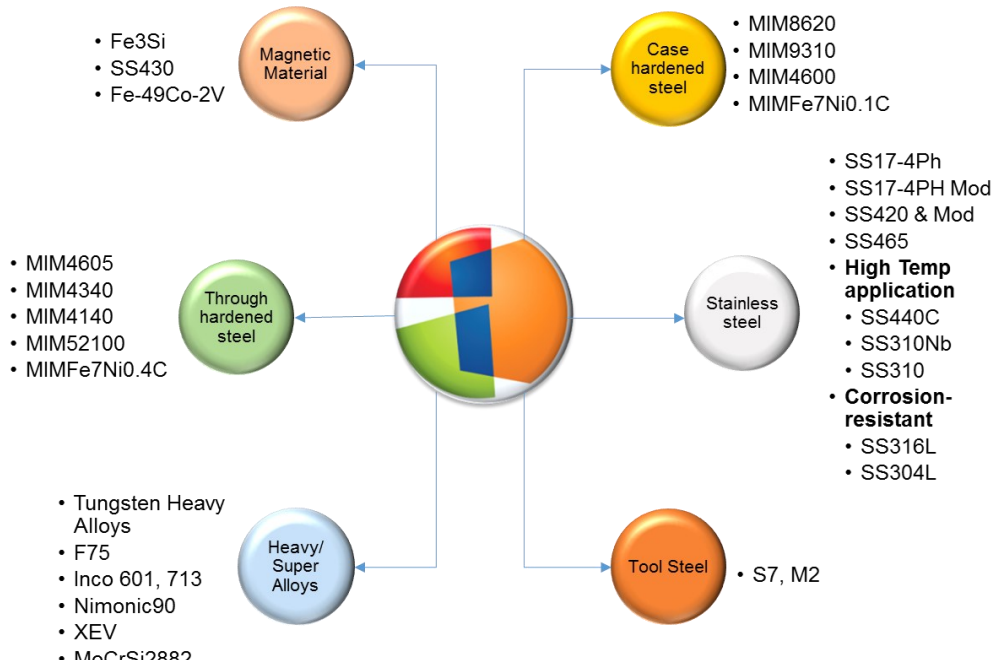 Magnetic
Material
• Fe3Si
• SS430
• Fe-49Co-2V
Case
hardened
steel
• MIM8620
• MIM9310
• MIM4600
• MIMFe7Ni0.1C
Through
hardened
steel
• MIM4605
• MIM4340
• MIM4140
• MIM52100
• MIMFe7Ni0.4C
Stainless
steel
• SS17-4Ph
• SS17-4PH Mod
• SS420 & Mod
• SS465
• High Temp
application
• SS440C
• SS310Nb
• SS310
• Corrosion-
resistant
• SS316L
• SS304L
Heavy/
Super
Alloys
• Tungsten Heavy
Alloys
• F75
• Inco 601, 713
• Nimonic90
• XEV
• MoCrSi2882
Tool Steel
• S7, M2